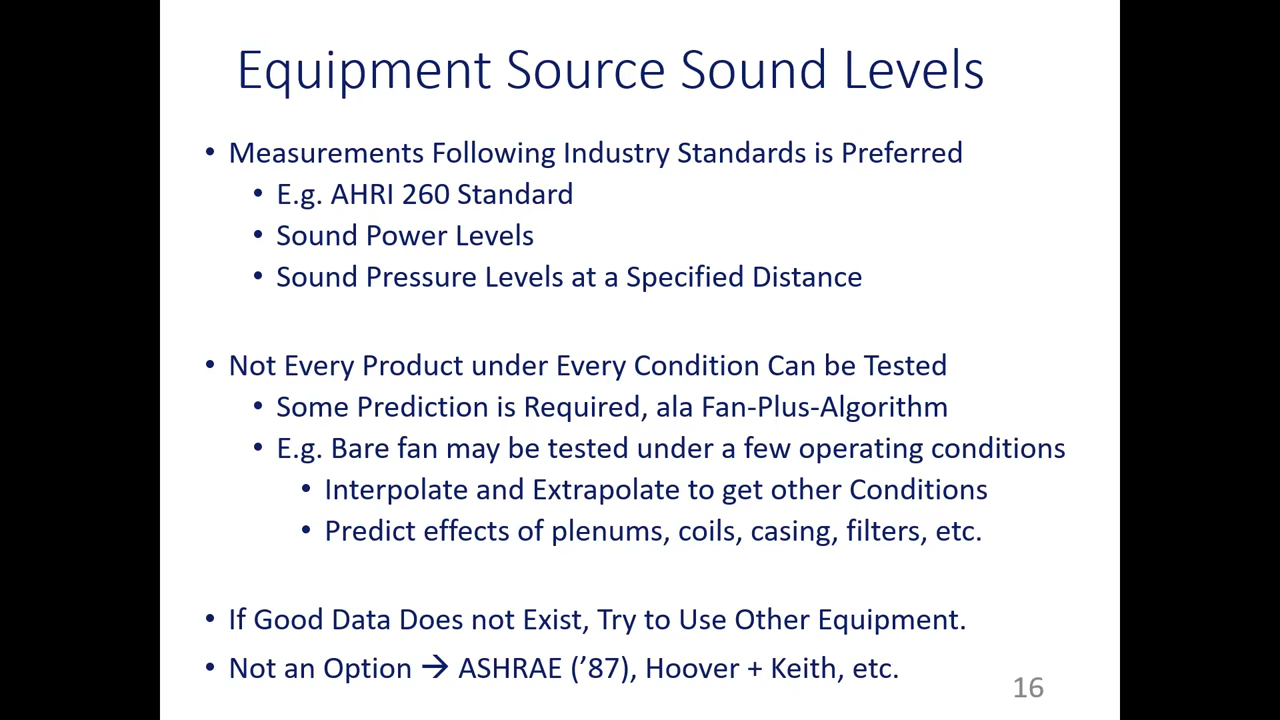 Equipment Source Sound Levels
• Measurements Following Industry Standards is Preferred
• E.g. AHRI 260 Standard
• Sound Power Levels
• Sound Pressure Levels at a Specified Distance
• Not Every Product under Every Condition Can be Tested
• Some Prediction is Required, ala Fan-Plus-Algorithm
• E.g. Bare fan may be tested under a few operating conditions
• Interpolate and Extrapolate to get other Conditions
• Predict effects of plenums, coils, casing, filters, etc.
• If Good Data Does not Exist, Try to Use Other Equipment.
• Not an Option → ASHRAE (’87), Hoover + Keith, etc.
16